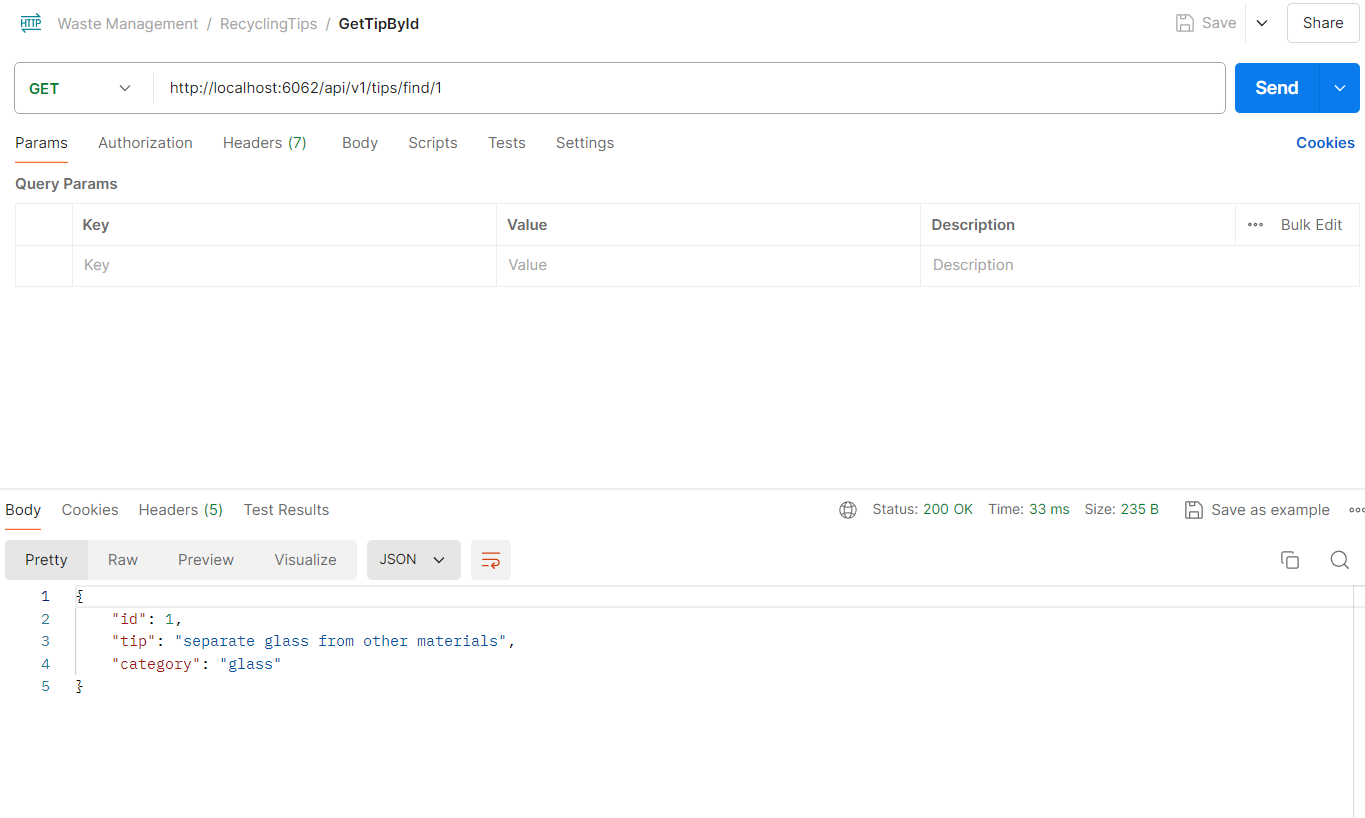 HTTP Waste Management / RecyclingTips / GetTipById Save Share
GET http://localhost:6062/api/v1/tips/find/1 Send
Params Authorization Headers (7) Body Scripts Tests Settings Cookies
Query Params
Key Value Description Bulk Edit
Key Value Description
Body Cookies Headers (5) Test Results Status: 200 OK Time: 33 ms Size: 235 B Save as example
Pretty Raw Preview Visualize JSON
1 {
2 "id": 1,
3 "tip": "separate glass from other materials",
4 "category": "glass"
5 }